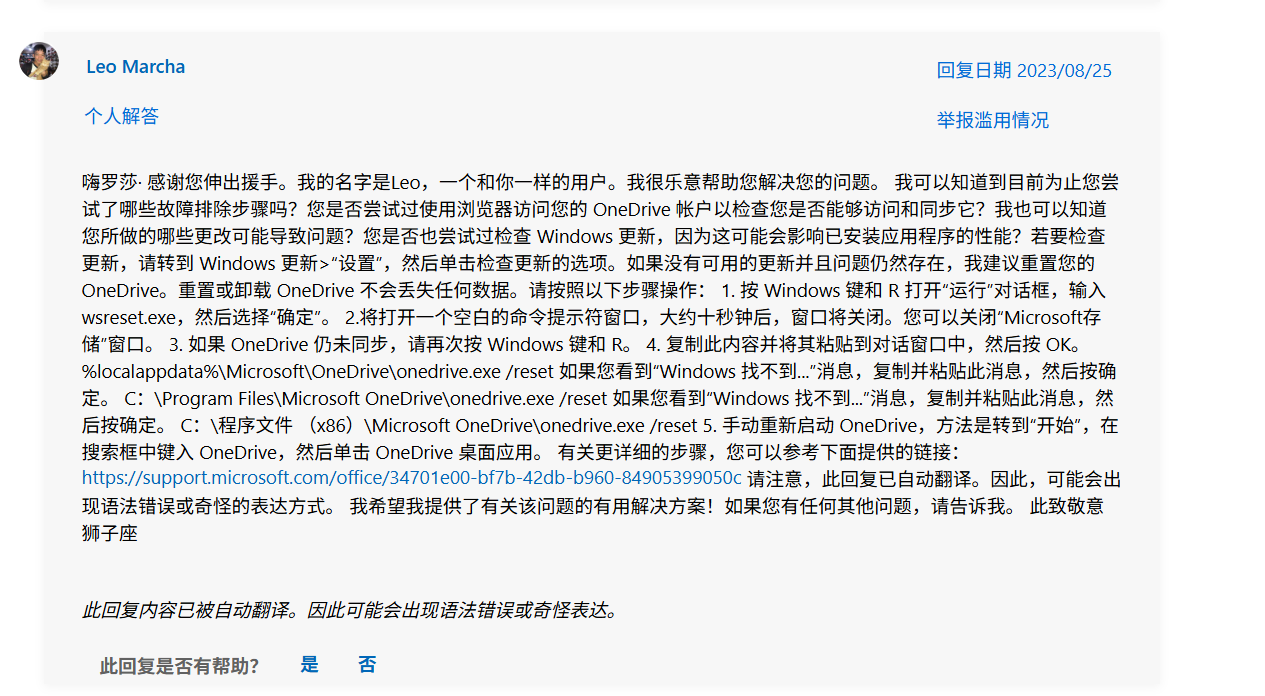 Leo Marcha
回复日期 2023/08/25
个人解答
举报滥用情况
嗨罗莎· 感谢您伸出援手。我的名字是Leo，一个和你一样的用户。我很乐意帮助您解决您的问题。 我可以知道到目前为止您尝
试了哪些故障排除步骤吗？您是否尝试过使用浏览器访问您的 OneDrive 帐户以检查您是否能够访问和同步它？我也可以知道
您所做的哪些更改可能导致问题？您是否也尝试过检查 Windows 更新，因为这可能会影响已安装应用程序的性能？若要检查
更新，请转到 Windows 更新>“设置”，然后单击检查更新的选项。如果没有可用的更新并且问题仍然存在，我建议重置您的
OneDrive。重置或卸载 OneDrive 不会丢失任何数据。请按照以下步骤操作： 1. 按 Windows 键和 R 打开“运行”对话框，输入
wsreset.exe，然后选择“确定”。 2.将打开一个空白的命令提示符窗口，大约十秒钟后，窗口将关闭。您可以关闭“Microsoft存
储”窗口。 3. 如果 OneDrive 仍未同步，请再次按 Windows 键和 R。 4. 复制此内容并将其粘贴到对话窗口中，然后按 OK。
%localappdata%\Microsoft\OneDrive\onedrive.exe /reset 如果您看到“Windows 找不到...”消息，复制并粘贴此消息，然后按确
定。 C：\Program Files\Microsoft OneDrive\onedrive.exe /reset 如果您看到“Windows 找不到...”消息，复制并粘贴此消息，然
后按确定。 C：\程序文件 （x86）\Microsoft OneDrive\onedrive.exe /reset 5. 手动重新启动 OneDrive，方法是转到“开始”，在
搜索框中键入 OneDrive，然后单击 OneDrive 桌面应用。 有关更详细的步骤，您可以参考下面提供的链接：
https://support.microsoft.com/office/34701e00-bf7b-42db-b960-84905399050c 请注意，此回复已自动翻译。因此，可能会出
现语法错误或奇怪的表达方式。 我希望我提供了有关该问题的有用解决方案！如果您有任何其他问题，请告诉我。 此致敬意
狮子座
此回复内容已被自动翻译。因此可能会出现语法错误或奇怪表达。
此回复是否有帮助？ 是 否